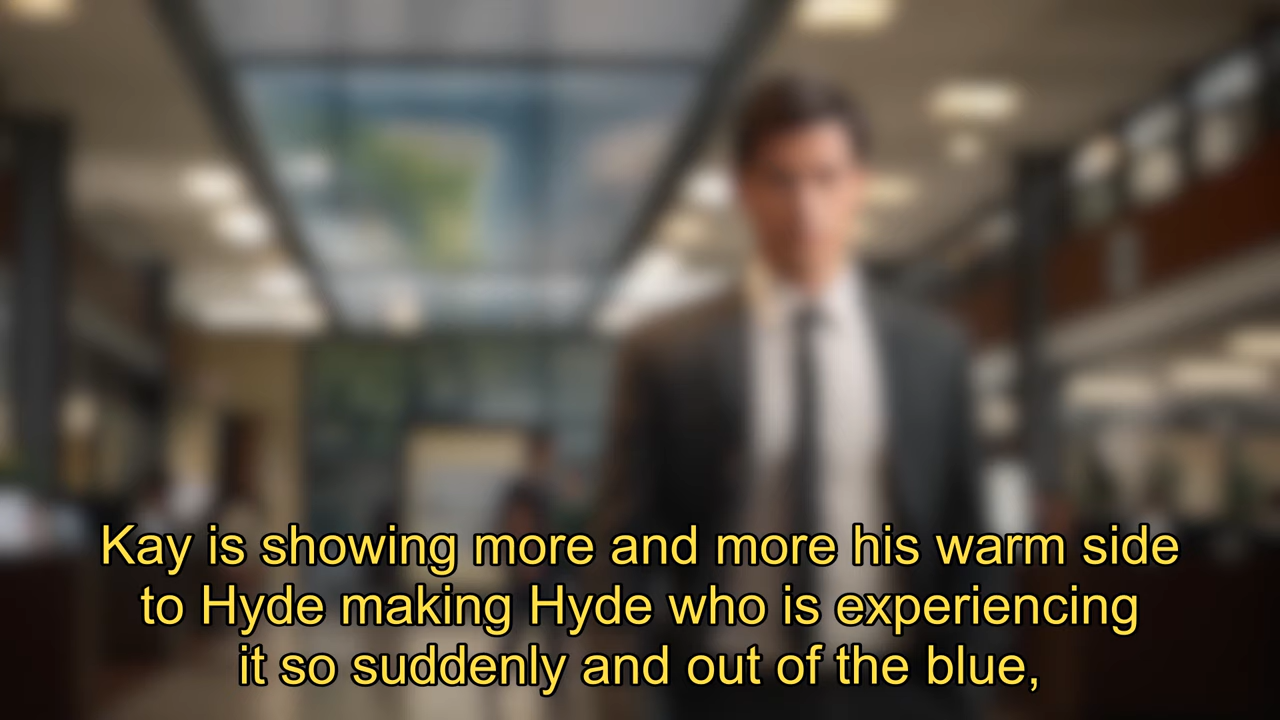 Kay is showing more and more his warm side
to Hyde making Hyde who is experiencing
it so suddenly and out of the blue,